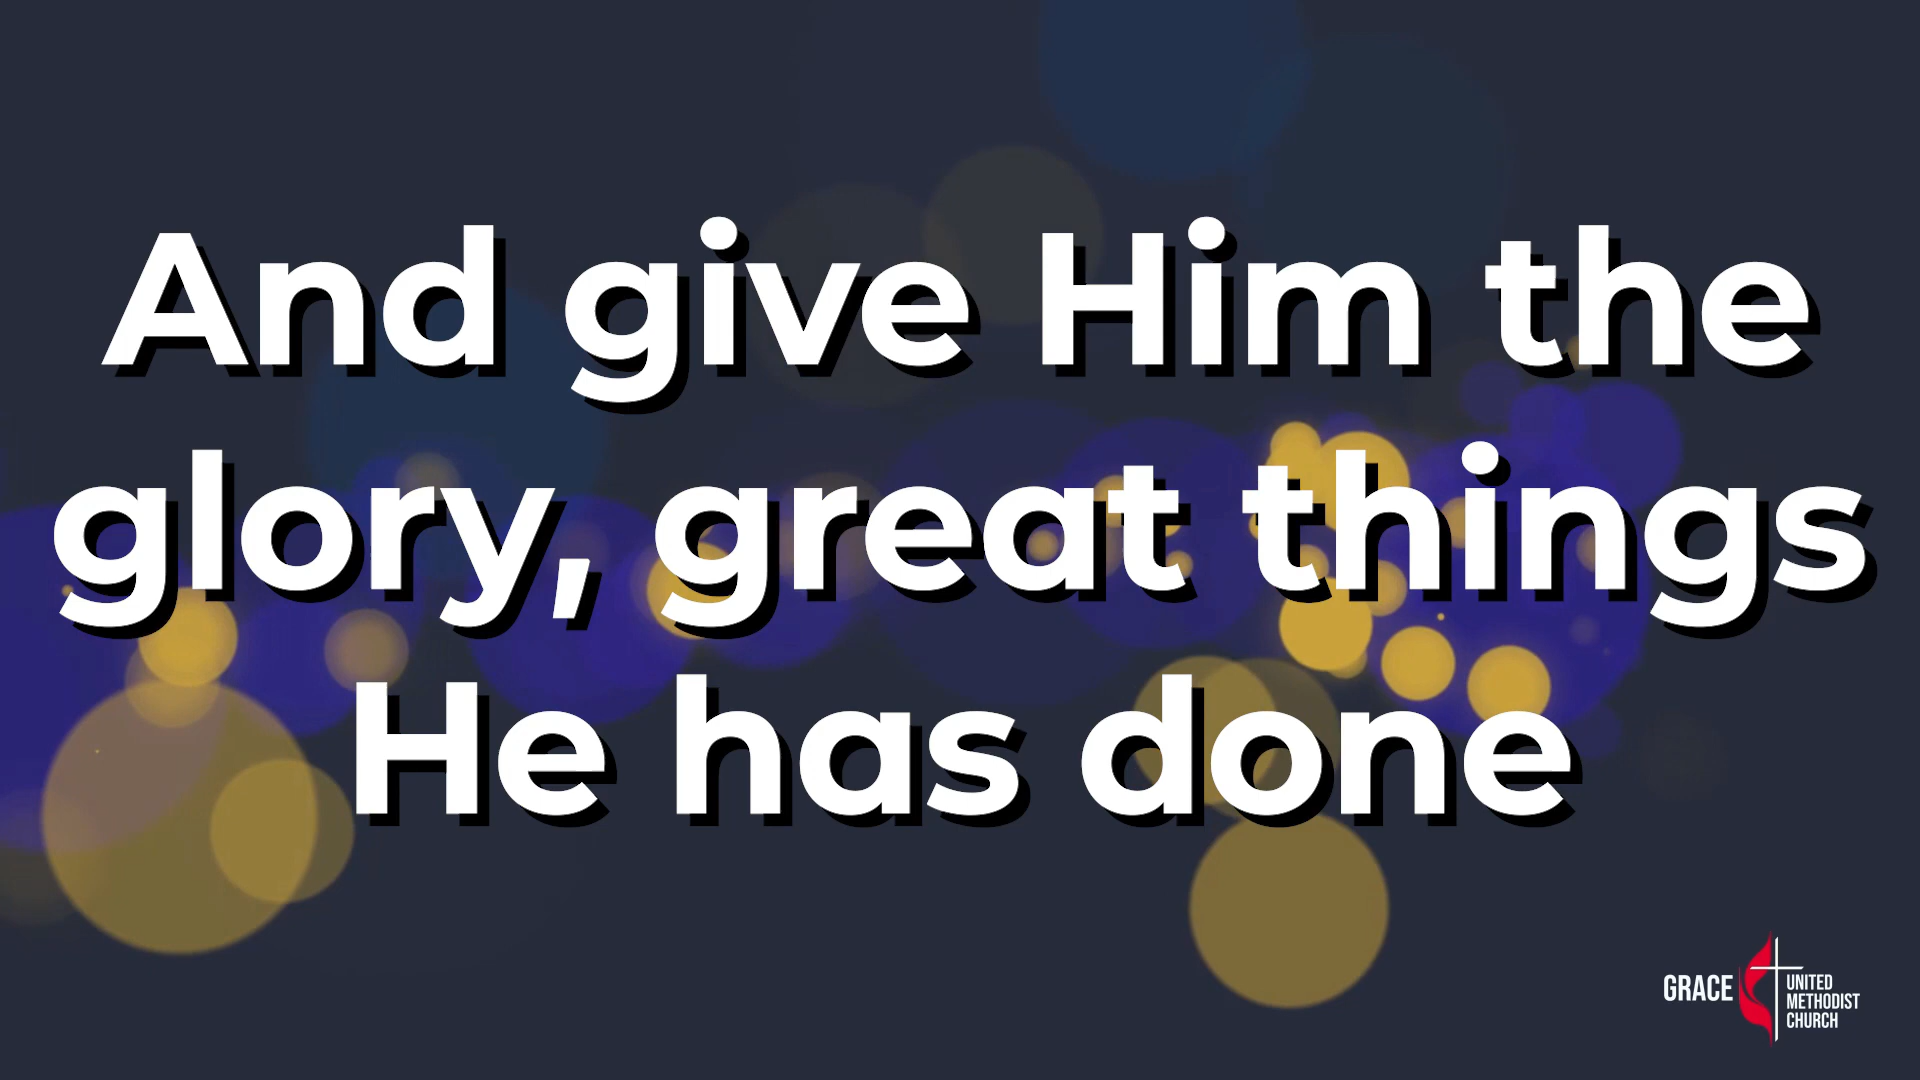 And give Him the
glory, great things
He has done
GRACE
UNITED
METHODIST
CHURCH